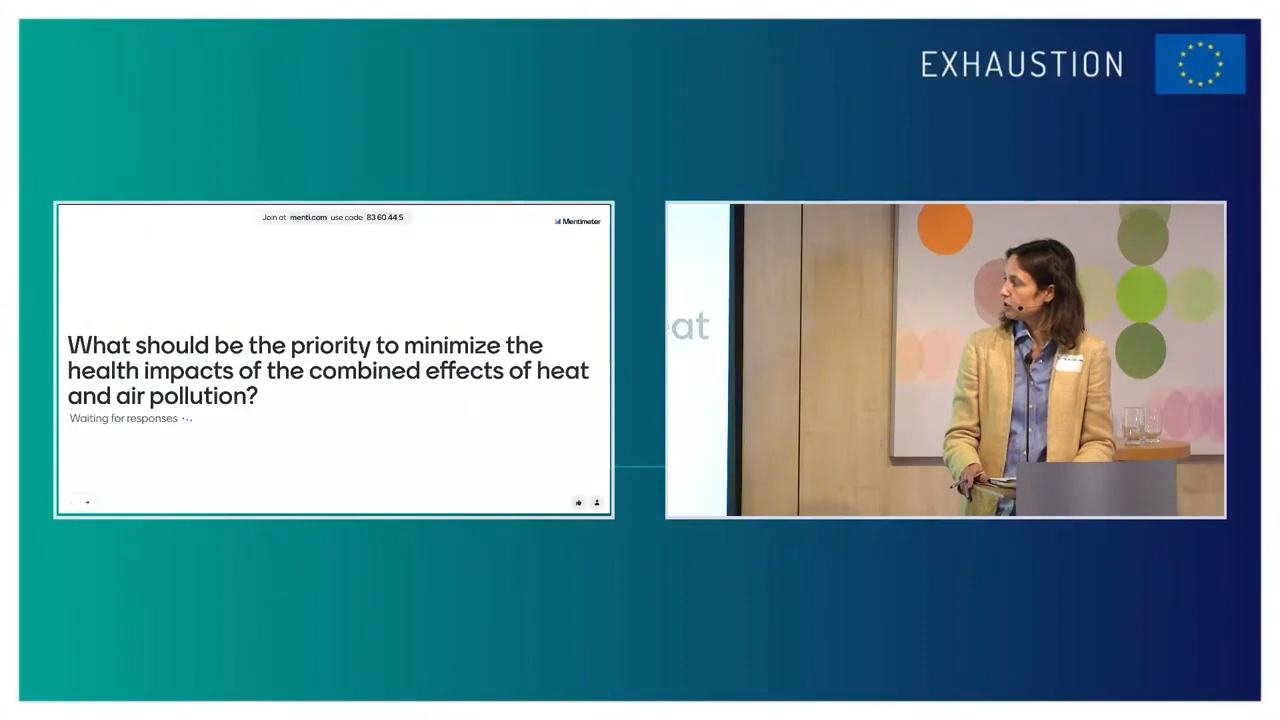 EXHAUSTION
Join at menti.com use code 83 60 44 5
Mentimeter
What should be the priority to minimize the
health impacts of the combined effects of heat
and air pollution?
Waiting for responses
eat